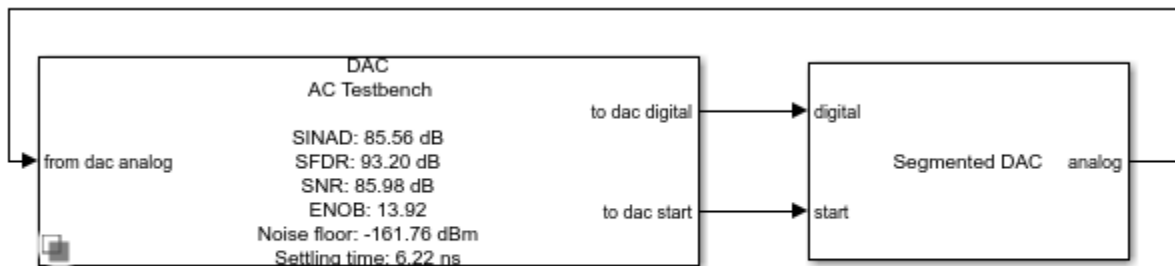 DAC
AC Testbench
SINAD: 85.56 dB
SFDR: 93.20 dB
SNR: 85.98 dB
ENOB: 13.92
Noise floor: -161.76 dBm
Settling time: 6.22 ns
from dac analog
to dac digital
to dac start
digital
start
Segmented DAC
analog